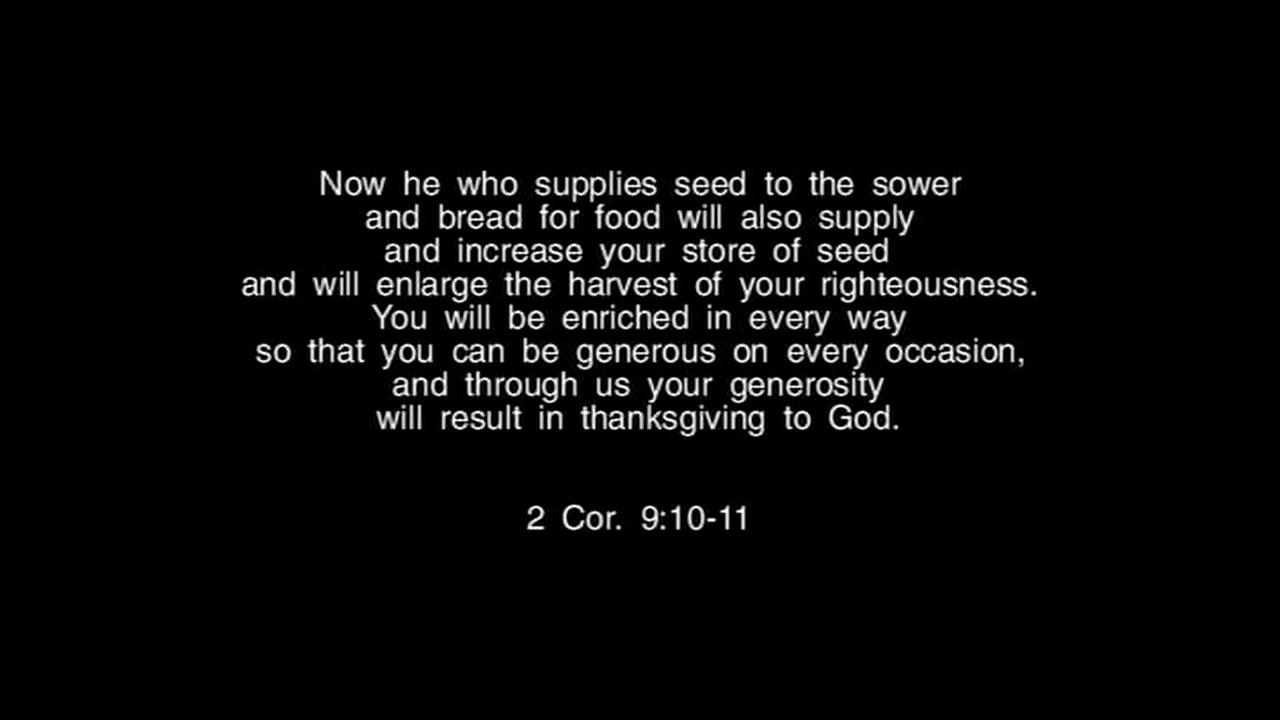 Now he who supplies seed to the sower
and bread for food will also supply
and increase your store of seed
and will enlarge the harvest of your righteousness.
You will be enriched in every way
so that you can be generous on every occasion,
and through us your generosity
will result in thanksgiving to God.
2 Cor. 9:10-11